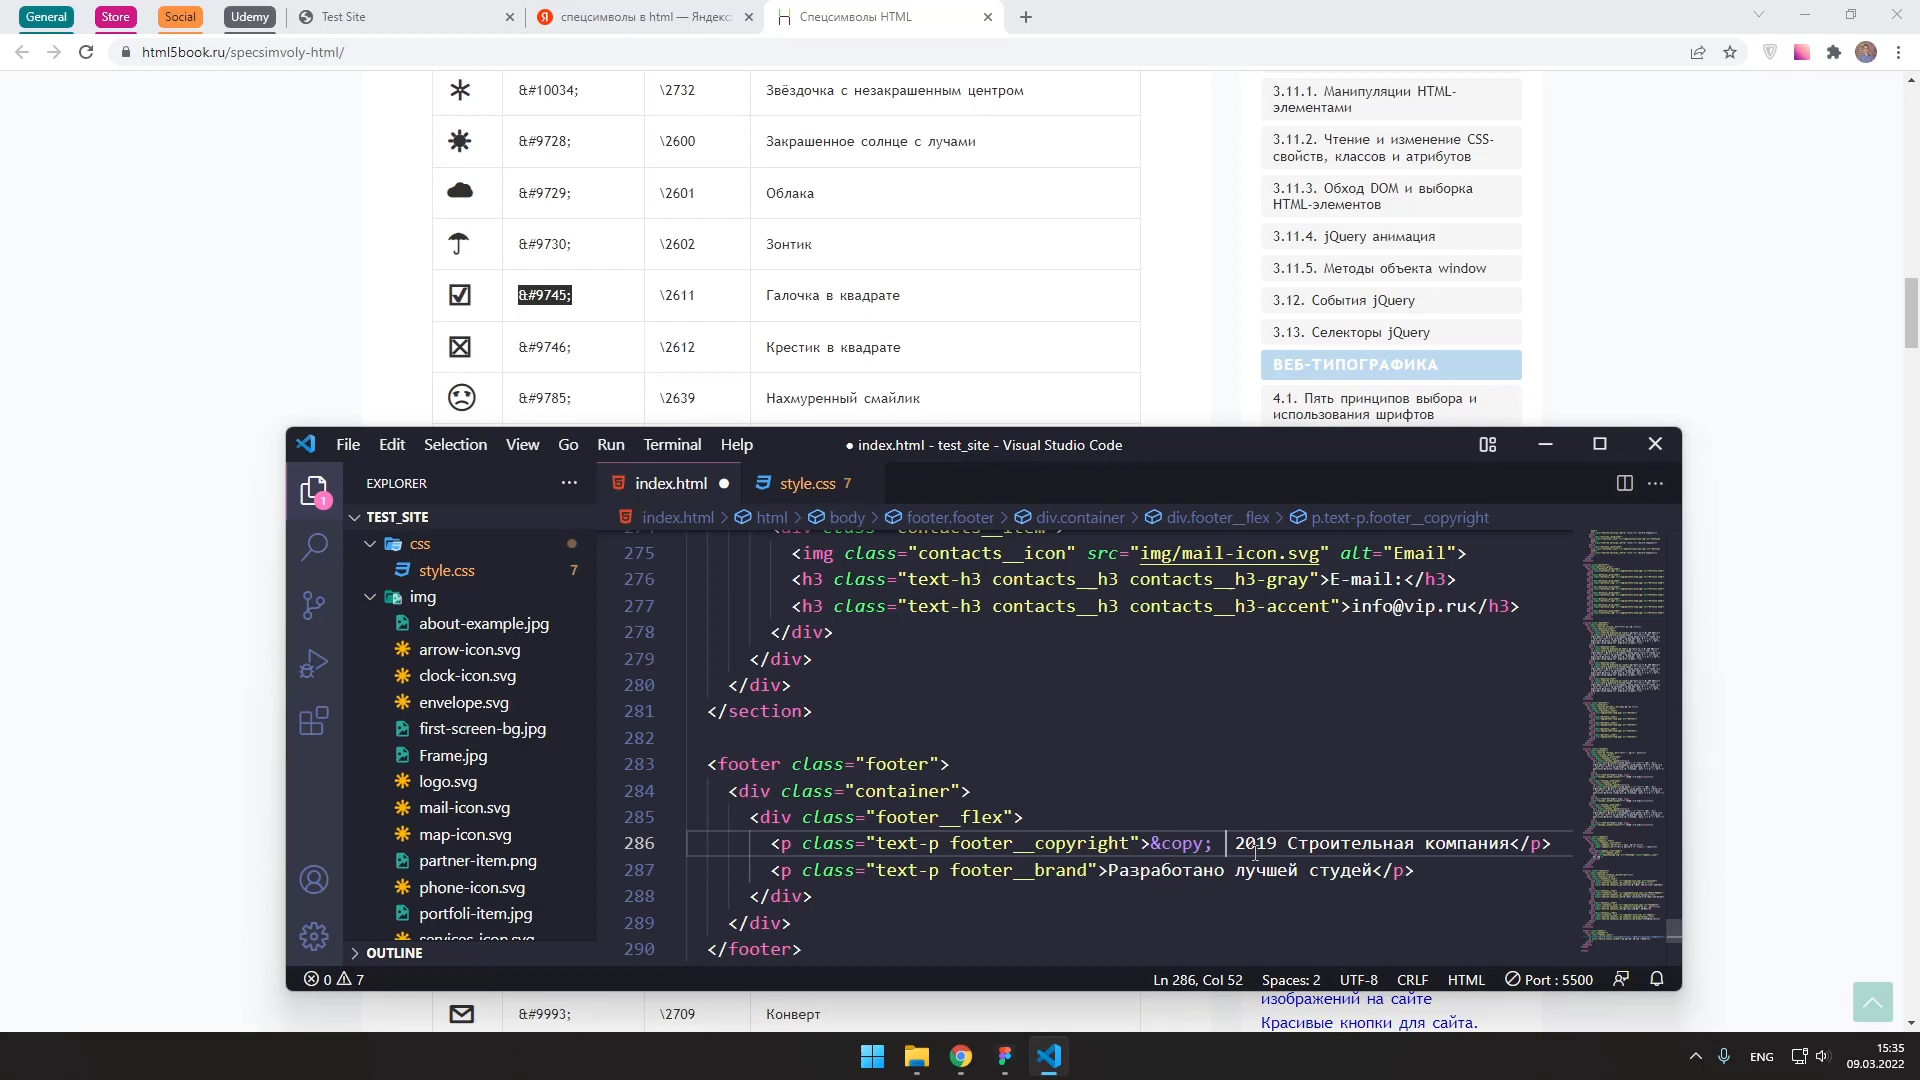 General Store Social Udemy Test Site спецсимволы в html — Яндекс Спецсимволы HTML
html5book.ru/specsimvoly-html/
&#10034; \2732 Звёздочка с незакрашенным центром
&#9728; \2600 Закрашенное солнце с лучами
&#9729; \2601 Облака
&#9730; \2602 Зонтик
&#9745; \2611 Галочка в квадрате
&#9746; \2612 Крестик в квадрате
&#9785; \2639 Нахмуренный смайлик
3.11.1. Манипуляции HTML-
элементами
3.11.2. Чтение и изменение CSS-
свойств, классов и атрибутов
3.11.3. Обход DOM и выборка
HTML-элементов
3.11.4. jQuery анимация
3.11.5. Методы объекта window
3.12. События jQuery
3.13. Селекторы jQuery
ВЕБ-ТИПОГРАФИКА
4.1. Пять принципов выбора и
использования шрифтов
File Edit Selection View Go Run Terminal Help ● index.html - test_site - Visual Studio Code
EXPLORER
TEST_SITE
css
style.css 7
img
about-example.jpg
arrow-icon.svg
clock-icon.svg
envelope.svg
first-screen-bg.jpg
Frame.jpg
logo.svg
mail-icon.svg
map-icon.svg
partner-item.png
phone-icon.svg
portfoli-item.jpg
services-icon.svg
OUTLINE
1
index.html ● style.css 7
index.html > html > body > footer.footer > div.container > div.footer__flex > p.text-p.footer__copyright
274 <div class="contacts__item">
275 <img class="contacts__icon" src="img/mail-icon.svg" alt="Email">
276 <h3 class="text-h3 contacts__h3 contacts__h3-gray">E-mail:</h3>
277 <h3 class="text-h3 contacts__h3 contacts__h3-accent">info@vip.ru</h3>
278 </div>
279 </div>
280 </div>
281 </section>
282
283 <footer class="footer">
284 <div class="container">
285 <div class="footer__flex">
286 <p class="text-p footer__copyright">&copy; 2019 Строительная компания</p>
287 <p class="text-p footer__brand">Разработано лучшей студей</p>
288 </div>
289 </div>
290 </footer>
0 7 Ln 286, Col 52 Spaces: 2 UTF-8 CRLF HTML Port : 5500
&#9993; \2709 Конверт
изображений на сайте
Красивые кнопки для сайта.
ENG
15:35
09.03.2022